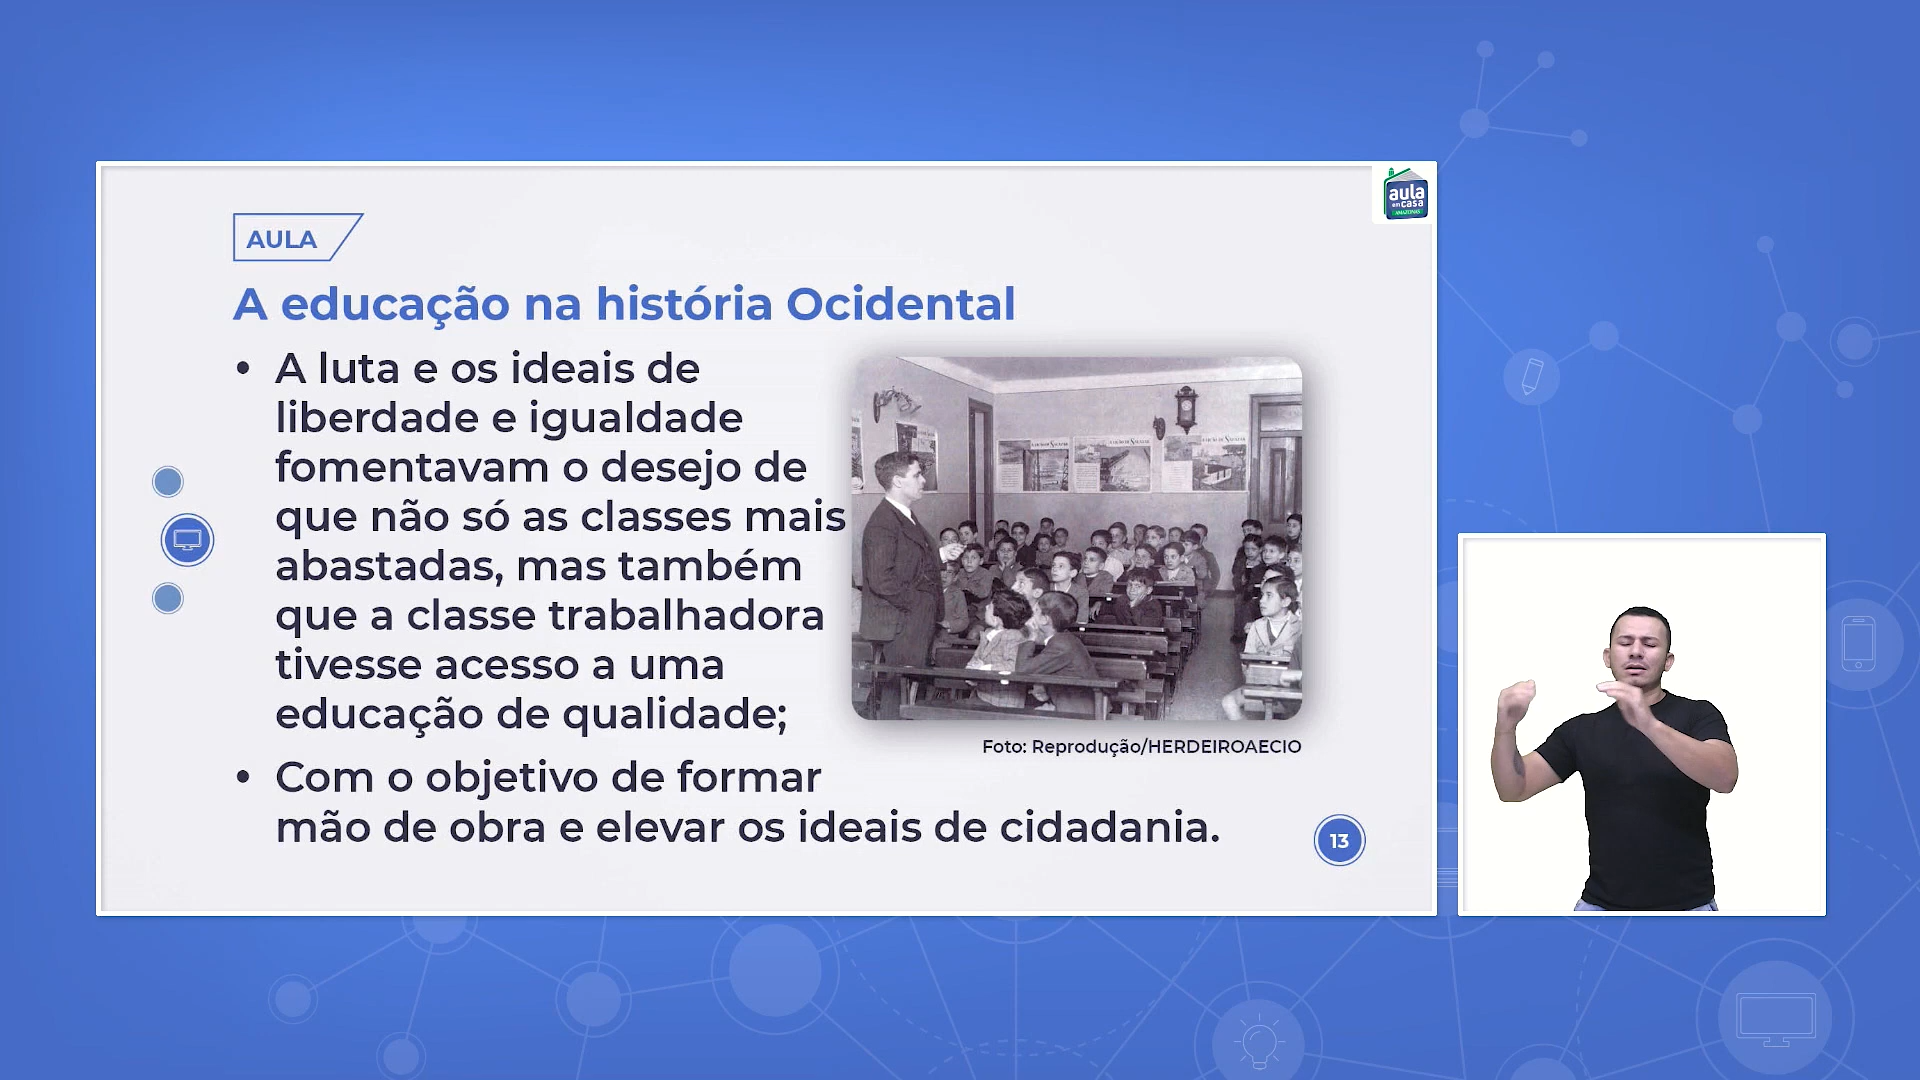 aula
em casa
AMAZONAS
AULA
A educação na história Ocidental
• A luta e os ideais de
liberdade e igualdade
fomentavam o desejo de
que não só as classes mais
abastadas, mas também
que a classe trabalhadora
tivesse acesso a uma
educação de qualidade;
Foto: Reprodução/HERDEIROAECIO
• Com o objetivo de formar
mão de obra e elevar os ideais de cidadania.
13